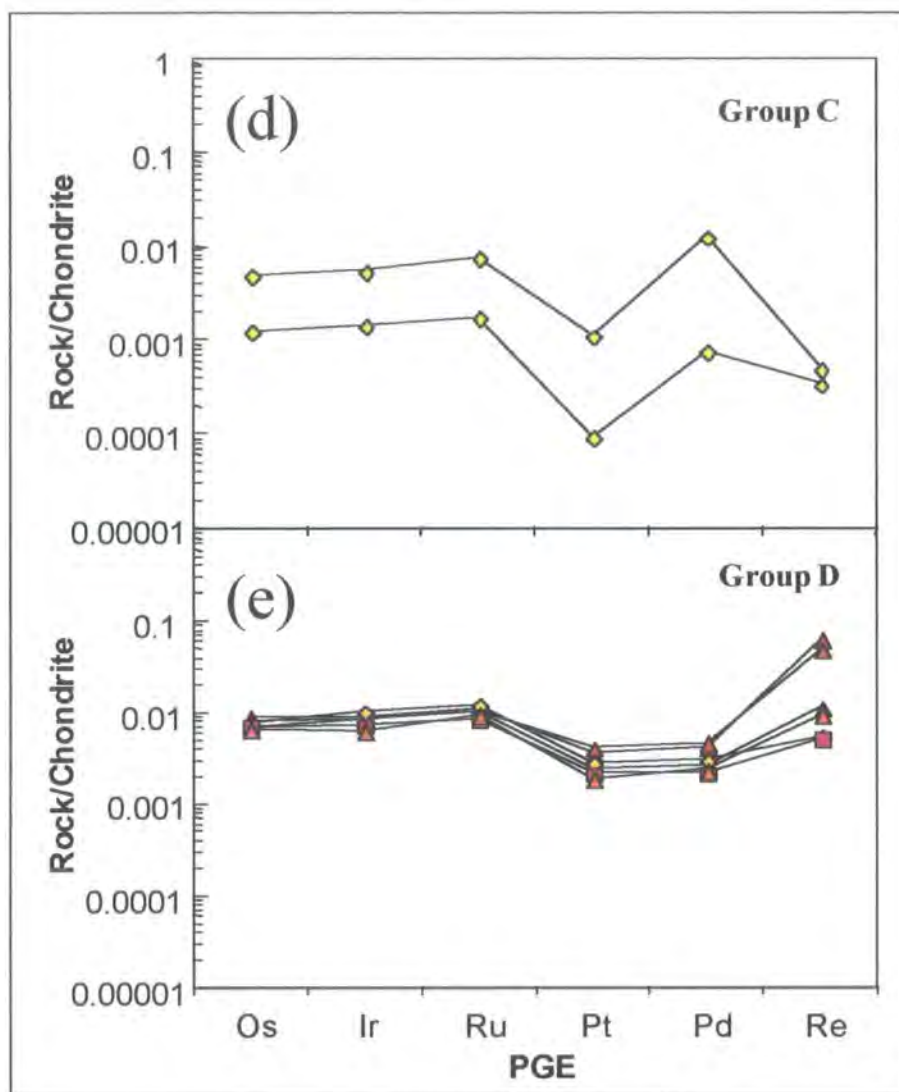 1
(d)
Group C
0.1
0.01
0.001
0.0001
0.00001
Rock/Chondrite
(e)
Group D
0.1
0.01
0.001
0.0001
0.00001
Rock/Chondrite
Os Ir Ru Pt Pd Re
PGE